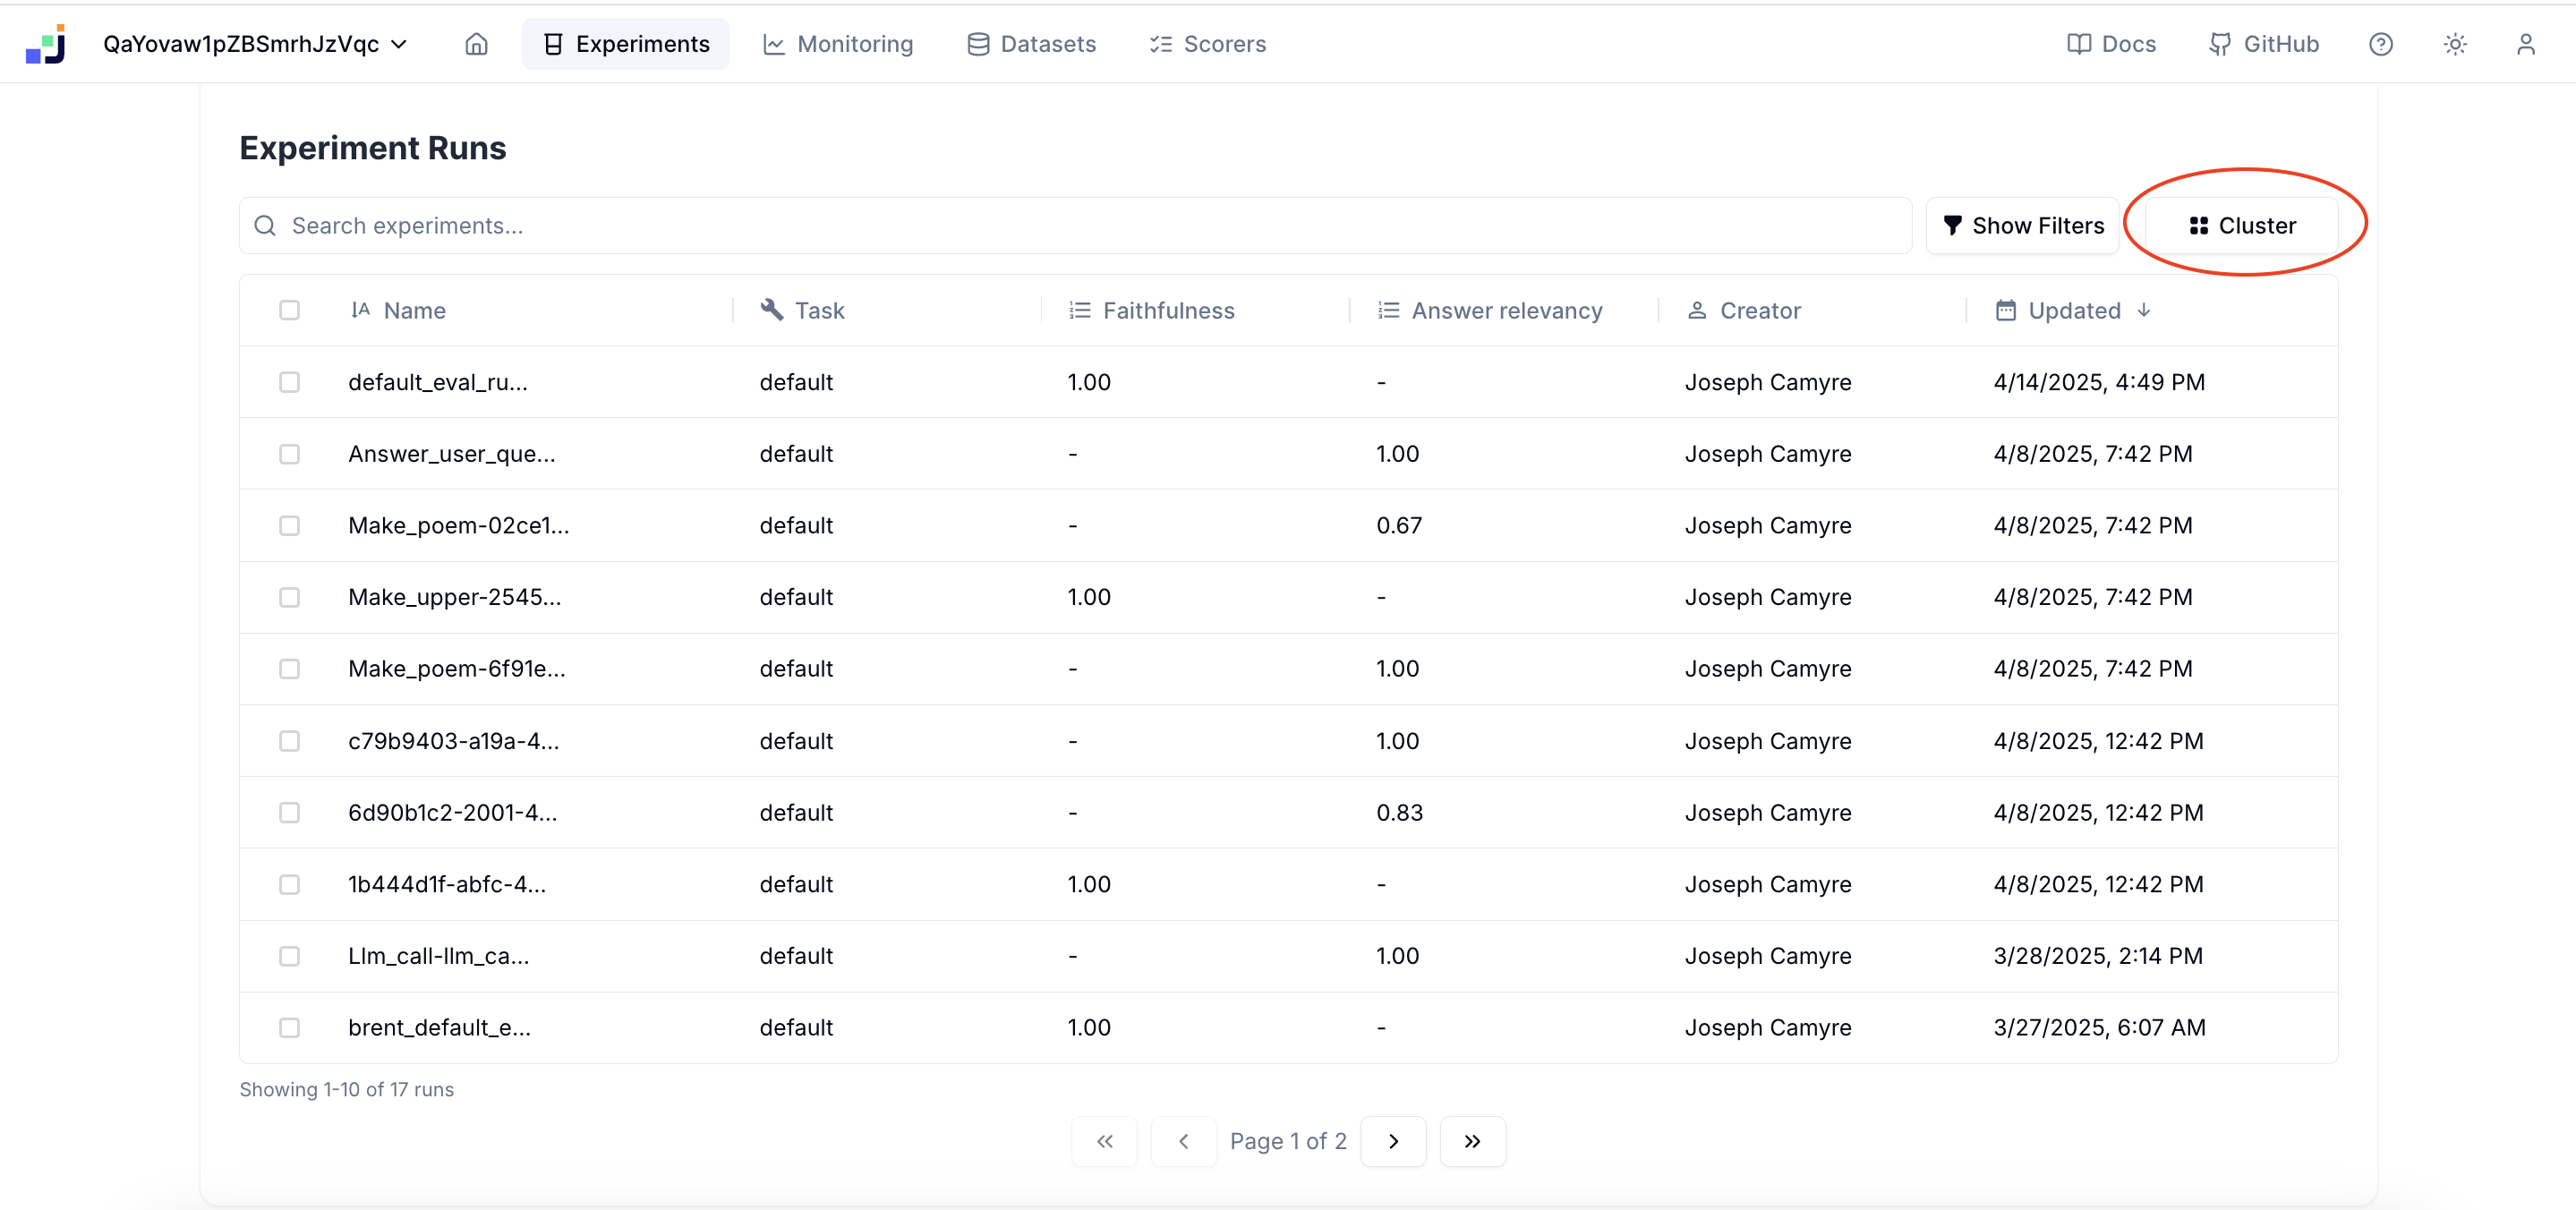 QaYovaw1pZBSmrhJzVqc Experiments Monitoring Datasets Scorers Docs GitHub
Experiment Runs
Search experiments... Show Filters Cluster
Name Task Faithfulness Answer relevancy Creator Updated
default_eval_ru... default 1.00 - Joseph Camyre 4/14/2025, 4:49 PM
Answer_user_que... default - 1.00 Joseph Camyre 4/8/2025, 7:42 PM
Make_poem-02ce1... default - 0.67 Joseph Camyre 4/8/2025, 7:42 PM
Make_upper-2545... default 1.00 - Joseph Camyre 4/8/2025, 7:42 PM
Make_poem-6f91e... default - 1.00 Joseph Camyre 4/8/2025, 7:42 PM
c79b9403-a19a-4... default - 1.00 Joseph Camyre 4/8/2025, 12:42 PM
6d90b1c2-2001-4... default - 0.83 Joseph Camyre 4/8/2025, 12:42 PM
1b444d1f-abfc-4... default 1.00 - Joseph Camyre 4/8/2025, 12:42 PM
Llm_call-llm_ca... default - 1.00 Joseph Camyre 3/28/2025, 2:14 PM
brent_default_e... default 1.00 - Joseph Camyre 3/27/2025, 6:07 AM
Showing 1-10 of 17 runs
Page 1 of 2